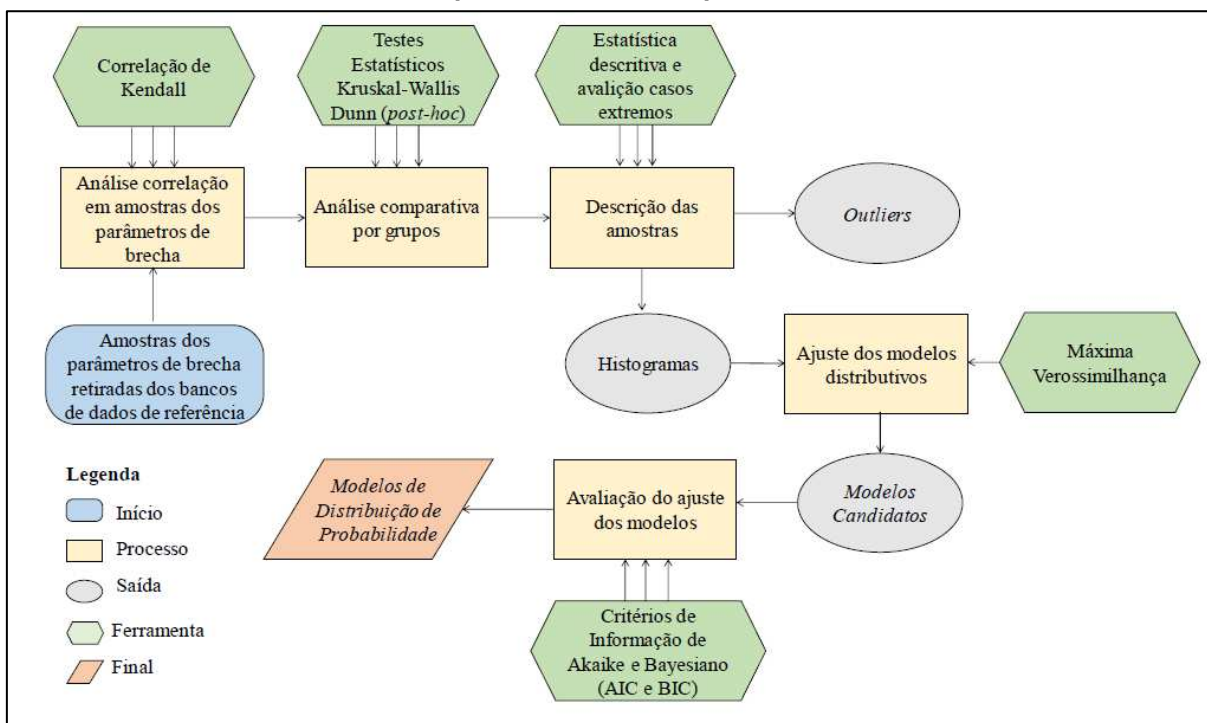 Correlação de
Kendall
Testes
Estatísticos
Kruskal-Wallis
Dunn (post-hoc)
Estatística
descritiva e
avalição casos
extremos
Análise correlação
em amostras dos
parâmetros de
brecha
Análise comparativa
por grupos
Descrição das
amostras
Outliers
Amostras dos
parâmetros de brecha
retiradas dos bancos
de dados de referência
Histogramas
Ajuste dos modelos
distributivos
Máxima
Verossimilhança
Legenda
Início
Processo
Saída
Ferramenta
Final
Modelos de
Distribuição de
Probabilidade
Avaliação do ajuste
dos modelos
Modelos
Candidatos
Critérios de
Informação de
Akaike e Bayesiano
(AIC e BIC)